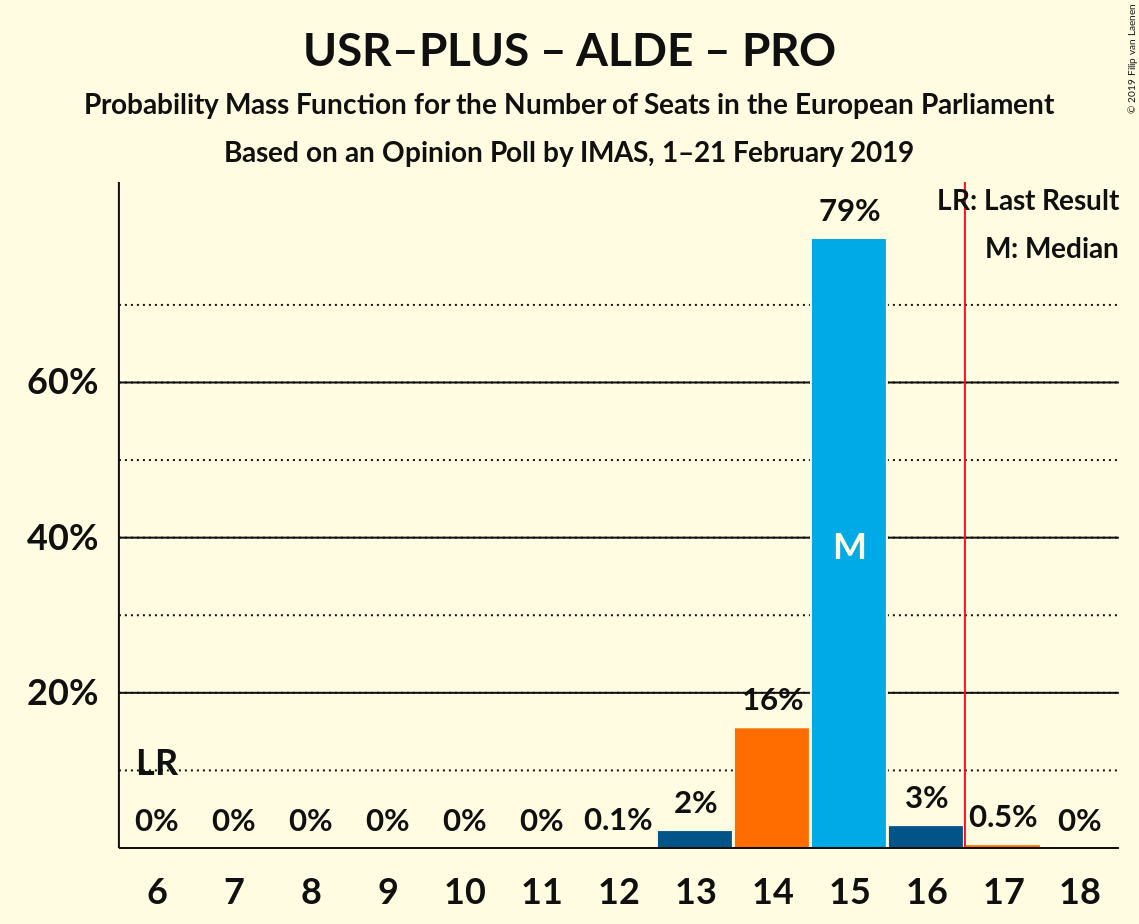 USR–PLUS – ALDE – PRO
Probability Mass Function for the Number of Seats in the European Parliament
Based on an Opinion Poll by IMAS, 1–21 February 2019
© 2019 Filip van Laenen
LR: Last Result
M: Median
79%
60%
40%
M
20%
16%
LR
0% 0% 0% 0% 0% 0% 0.1% 2% 3% 0.5% 0%
6 7 8 9 10 11 12 13 14 15 16 17 18